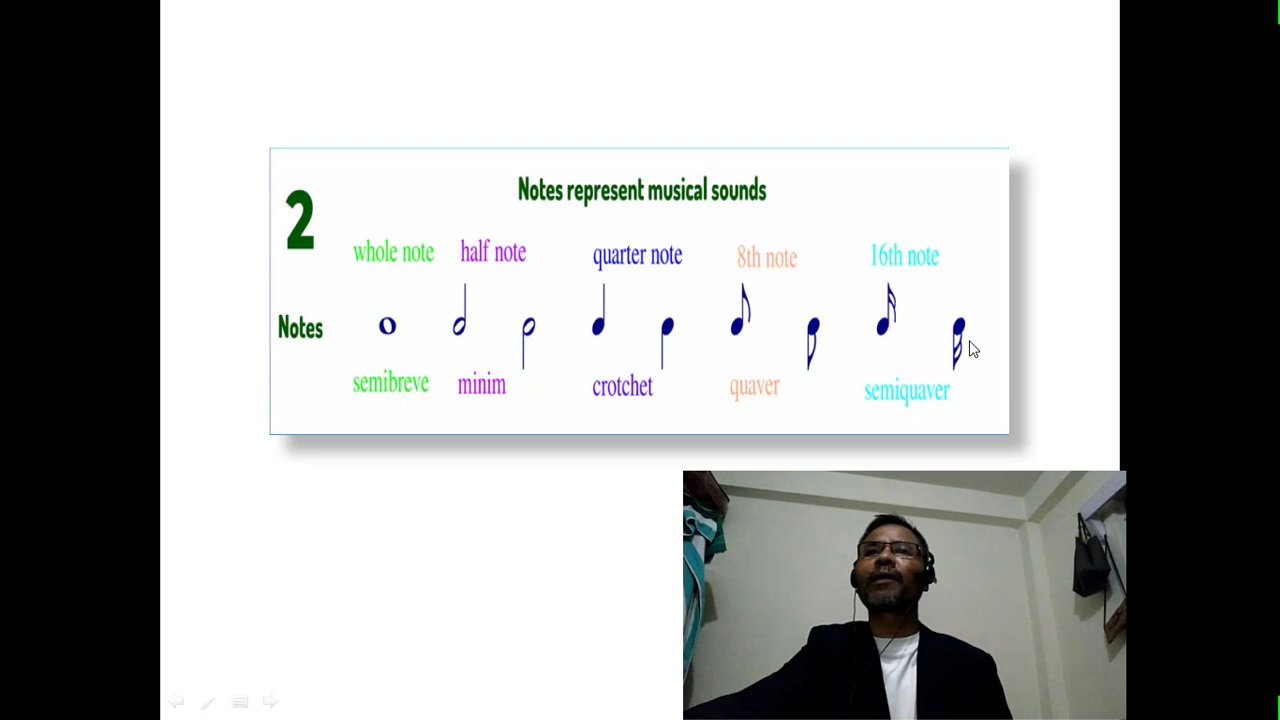 2
Notes represent musical sounds
whole note half note quarter note 8th note 16th note
Notes
semibreve minim crotchet quaver semiquaver